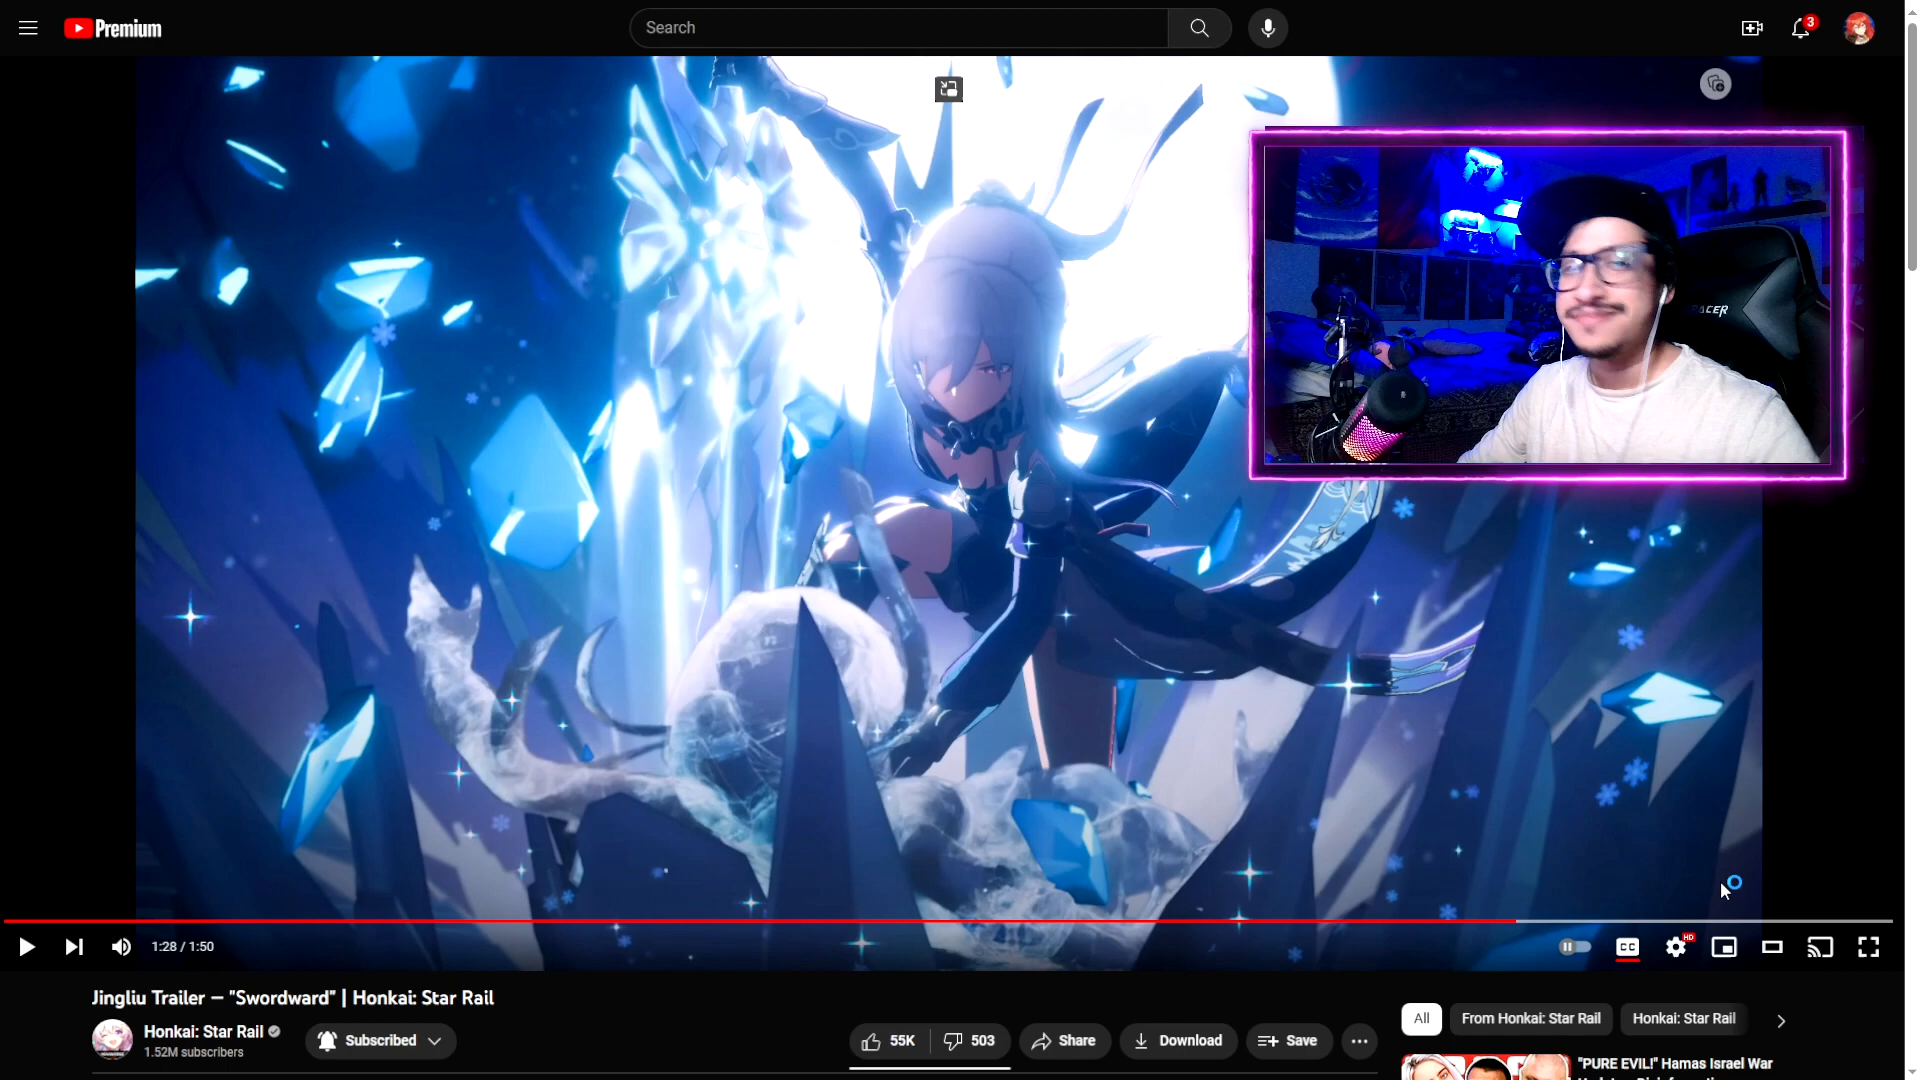 Premium
Search
3
ACER
1:28 / 1:50
CC
HD
Jingliu Trailer – "Swordward" | Honkai: Star Rail
Honkai: Star Rail
1.52M subscribers
Subscribed
55K
503
Share
Download
Save
All
From Honkai: Star Rail
Honkai: Star Rail
"PURE EVIL!" Hamas Israel War